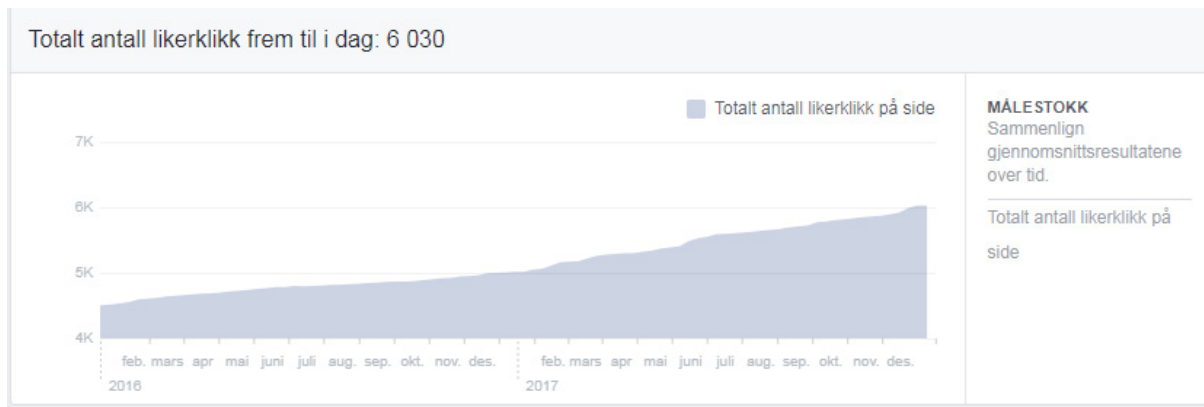 Totalt antall likerklikk frem til i dag: 6 030
Totalt antall likerklikk på side
7K
6K
5K
4K
feb. mars apr mai juni juli aug. sep. okt. nov. des. feb. mars apr mai juni juli aug. sep. okt. nov. des.
2016 2017
MÅLESTOKK
Sammenlign
gjennomsnittsresultatene
over tid.
Totalt antall likerklikk på
side